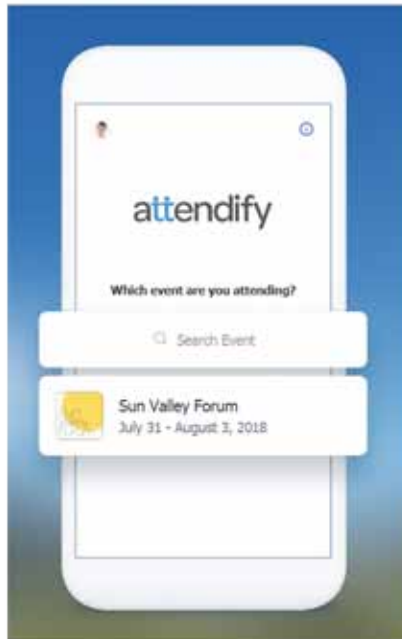 attendify
Which event are you attending?
Search Event
Sun Valley Forum
July 31 - August 3, 2018